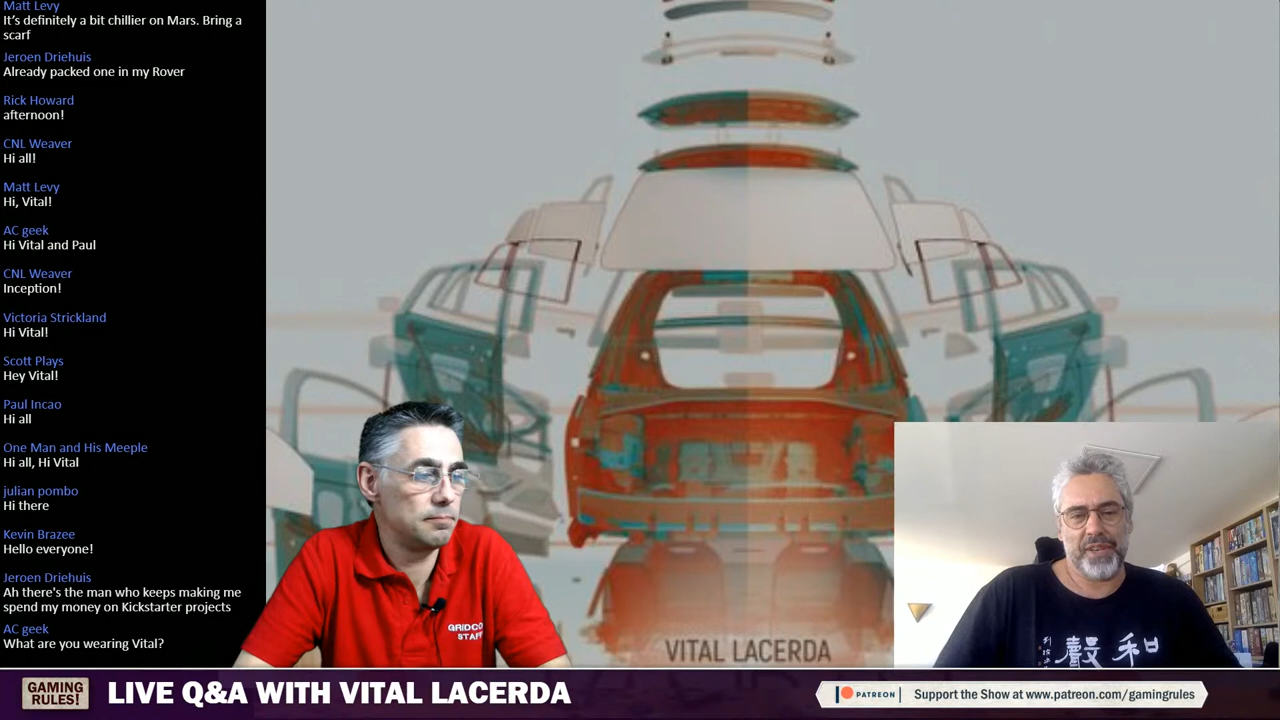 Matt Levy
It's definitely a bit chillier on Mars. Bring a
scarf
Jeroen Driehuis
Already packed one in my Rover
Rick Howard
afternoon!
CNL Weaver
Hi all!
Matt Levy
Hi, Vital!
AC geek
Hi Vital and Paul
CNL Weaver
Inception!
Victoria Strickland
Hi Vital!
Scott Plays
Hey Vital!
Paul Incao
Hi all
One Man and His Meeple
Hi all, Hi Vital
julian pombo
Hi there
Kevin Brazee
Hello everyone!
Jeroen Driehuis
Ah there's the man who keeps making me
spend my money on Kickstarter projects
AC geek
What are you wearing Vital?
GRIDCO
STAFF
VITAL LACERDA
和聲
GAMING
RULES!
LIVE Q&A WITH VITAL LACERDA
PATREON
Support the Show at www.patreon.com/gamingrules